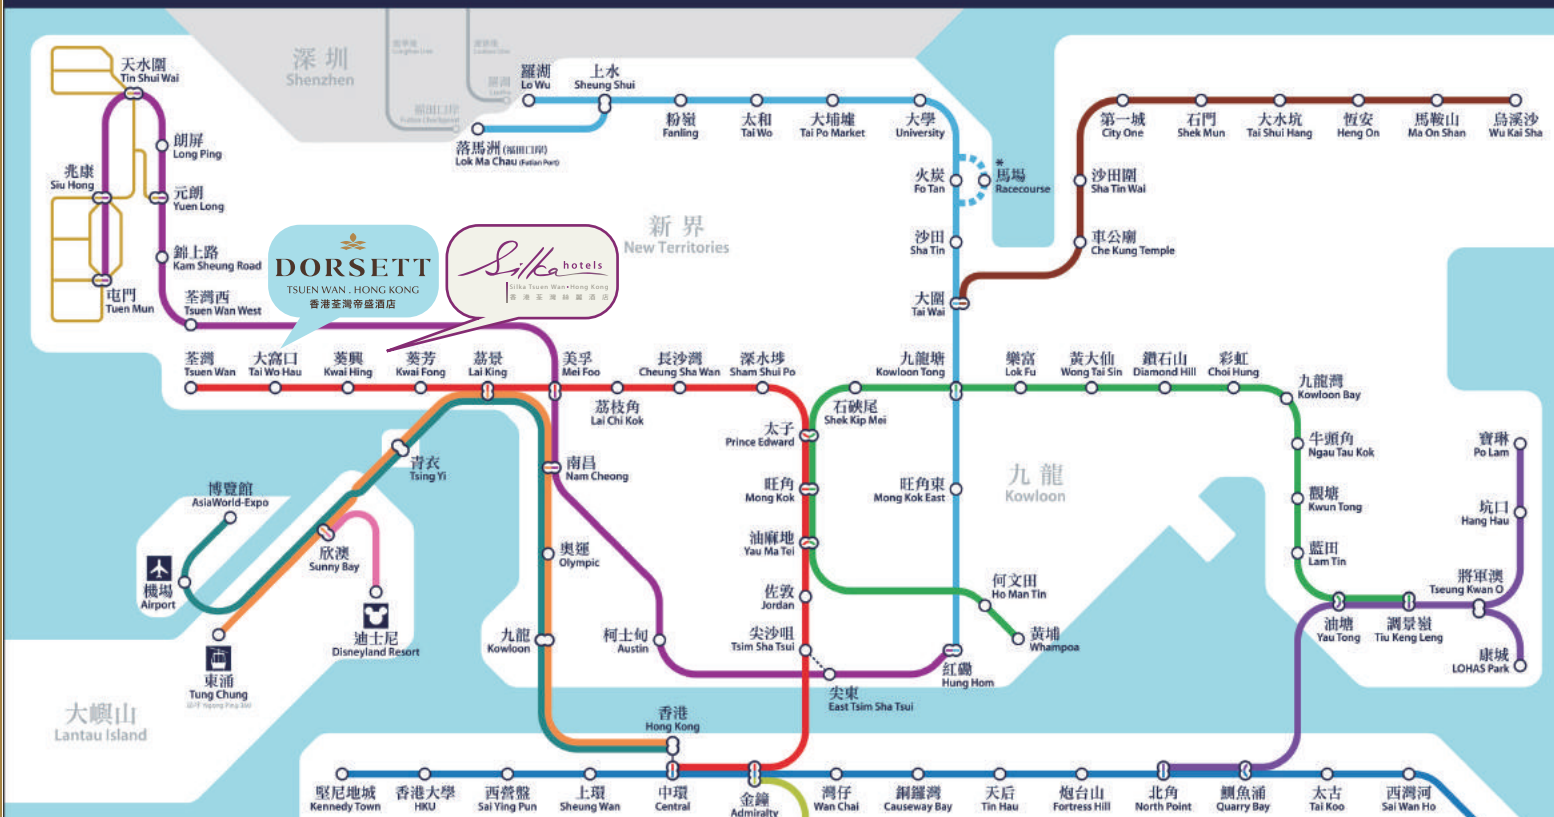 深圳
Shenzhen
羅湖
Lo Wu
上水
Sheung Shui
粉嶺
Fanling
太和
Tai Wo
大埔墟
Tai Po Market
大學
University
落馬洲 (福田口岸)
Lok Ma Chau (Futian Port)
第一城
City One
石門
Shek Mun
大水坑
Tai Shui Hang
恆安
Heng On
馬鞍山
Ma On Shan
烏溪沙
Wu Kai Sha
天水圍
Tin Shui Wai
朗屏
Long Ping
兆康
Siu Hong
元朗
Yuen Long
錦上路
Kam Sheung Road
屯門
Tuen Mun
荃灣西
Tsuen Wan West
火炭
Fo Tan
*
馬場
Racecourse
沙田圍
Sha Tin Wai
沙田
Sha Tin
車公廟
Che Kung Temple
大圍
Tai Wai
新界
New Territories
DORSETT
TSUEN WAN . HONG KONG
香港荃灣帝盛酒店
Silka hotels
Silka Tsuen Wan•Hong Kong
香港荃灣絲麗酒店
荃灣
Tsuen Wan
大窩口
Tai Wo Hau
葵興
Kwai Hing
葵芳
Kwai Fong
荔景
Lai King
美孚
Mei Foo
長沙灣
Cheung Sha Wan
深水埗
Sham Shui Po
九龍塘
Kowloon Tong
樂富
Lok Fu
黃大仙
Wong Tai Sin
鑽石山
Diamond Hill
彩虹
Choi Hung
九龍灣
Kowloon Bay
荔枝角
Lai Chi Kok
石硤尾
Shek Kip Mei
太子
Prince Edward
牛頭角
Ngau Tau Kok
寶琳
Po Lam
青衣
Tsing Yi
南昌
Nam Cheong
旺角
Mong Kok
旺角東
Mong Kok East
九龍
Kowloon
觀塘
Kwun Tong
坑口
Hang Hau
博覽館
AsiaWorld-Expo
欣澳
Sunny Bay
奧運
Olympic
油麻地
Yau Ma Tei
藍田
Lam Tin
機場
Airport
佐敦
Jordan
何文田
Ho Man Tin
將軍澳
Tseung Kwan O
迪士尼
Disneyland Resort
九龍
Kowloon
柯士甸
Austin
尖沙咀
Tsim Sha Tsui
黃埔
Whampoa
油塘
Yau Tong
調景嶺
Tiu Keng Leng
康城
LOHAS Park
東涌
Tung Chung
紅磡
Hung Hom
尖東
East Tsim Sha Tsui
大嶼山
Lantau Island
香港
Hong Kong
堅尼地城
Kennedy Town
香港大學
HKU
西營盤
Sai Ying Pun
上環
Sheung Wan
中環
Central
金鐘
Admiralty
灣仔
Wan Chai
銅鑼灣
Causeway Bay
天后
Tin Hau
炮台山
Fortress Hill
北角
North Point
鰂魚涌
Quarry Bay
太古
Tai Koo
西灣河
Sai Wan Ho